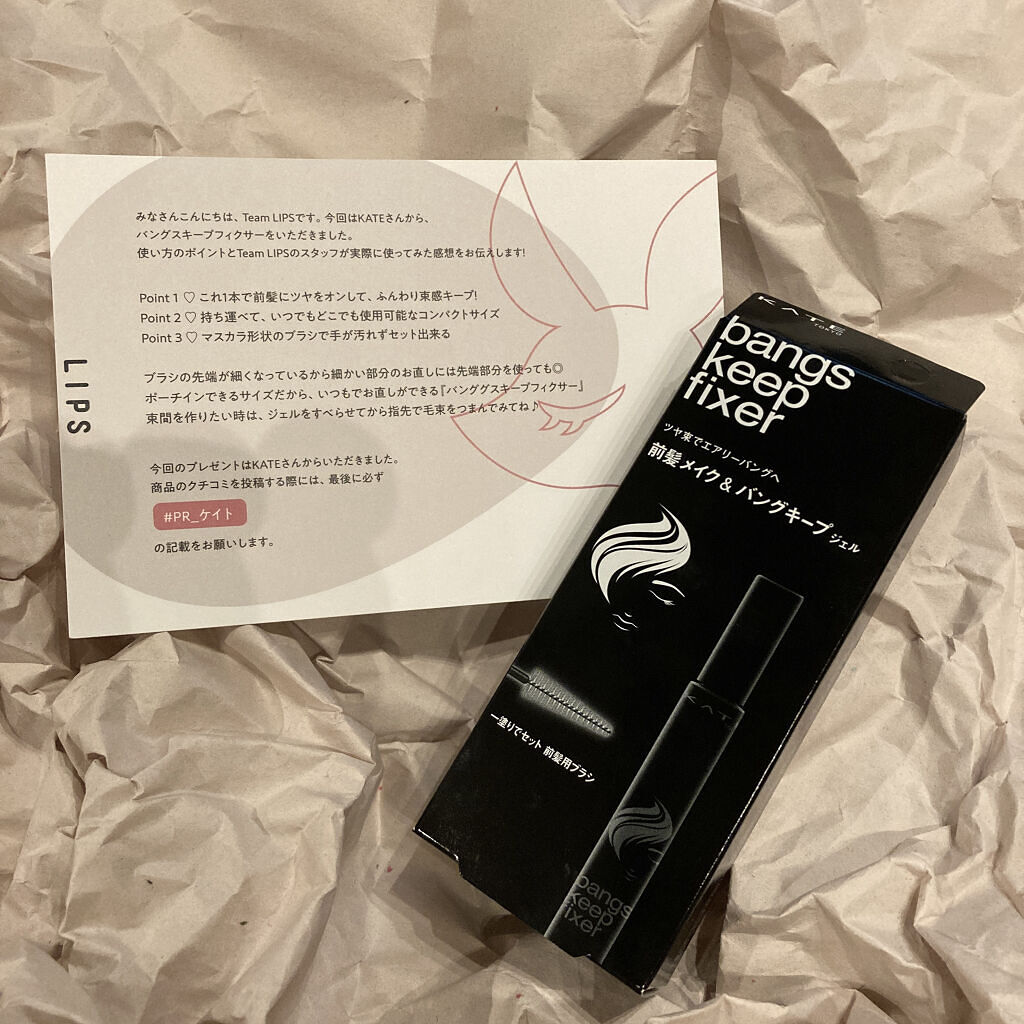 みなさんこんにちは、Team LIPSです。今回はKATEさんから、
バングスキープフィクサーをいただきました。
使い方のポイントとTeam LIPSのスタッフが実際に使ってみた感想をお伝えします!
Point 1 ♡ これ1本で前髪にツヤをオンして、ふんわり束感キープ!
Point 2 ♡ 持ち運べて、いつでもどこでも使用可能なコンパクトサイズ
Point 3 ♡ マスカラ形状のブラシで手が汚れずセット出来る
ブラシの先端が細くなっているから細かい部分のお直しには先端部分を使っても◎
ポーチインできるサイズだから、いつもでお直しができる『バンググスキープフィクサー』
束間を作りたい時は、ジェルをすべらせてから指先で毛束をつまんでみてね♪
今回のプレゼントはKATEさんからいただきました。
商品のクチコミを投稿する際には、最後に必ず
#PR_ケイト
の記載をお願いします。
LIPS
KATE
TOKYO
bangs
keep
fixer
ツヤ束でエアリーバングへ
前髪メイク&バングキープ ジェル
一塗りでセット 前髪用ブラシ
KAT
bangs
keep
fixer